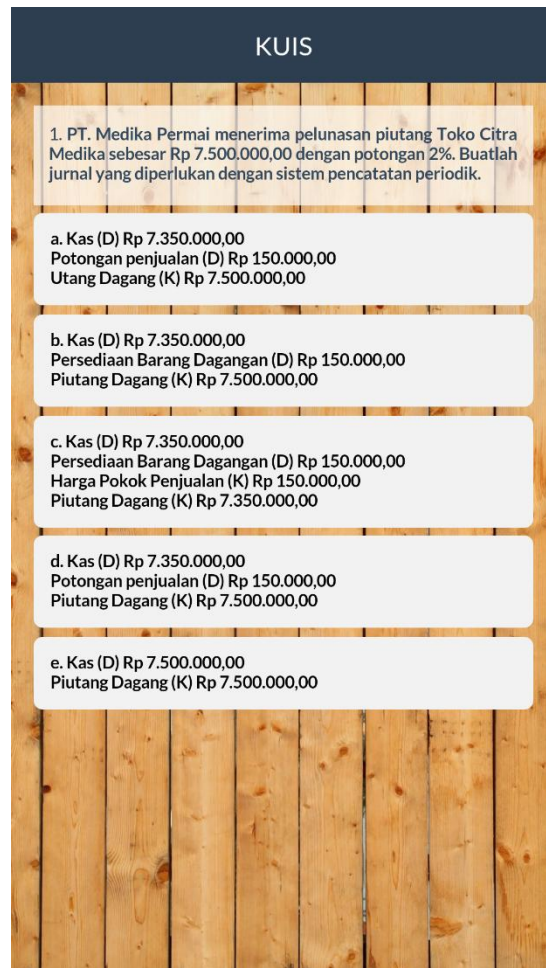 KUIS
1. PT. Medika Permai menerima pelunasan piutang Toko Citra
Medika sebesar Rp 7.500.000,00 dengan potongan 2%. Buatlah
jurnal yang diperlukan dengan sistem pencatatan periodik.
a. Kas (D) Rp 7.350.000,00
Potongan penjualan (D) Rp 150.000,00
Utang Dagang (K) Rp 7.500.000,00
b. Kas (D) Rp 7.350.000,00
Persediaan Barang Dagangan (D) Rp 150.000,00
Piutang Dagang (K) Rp 7.500.000,00
c. Kas (D) Rp 7.350.000,00
Persediaan Barang Dagangan (D) Rp 150.000,00
Harga Pokok Penjualan (K) Rp 150.000,00
Piutang Dagang (K) Rp 7.350.000,00
d. Kas (D) Rp 7.350.000,00
Potongan penjualan (D) Rp 150.000,00
Piutang Dagang (K) Rp 7.500.000,00
e. Kas (D) Rp 7.500.000,00
Piutang Dagang (K) Rp 7.500.000,00